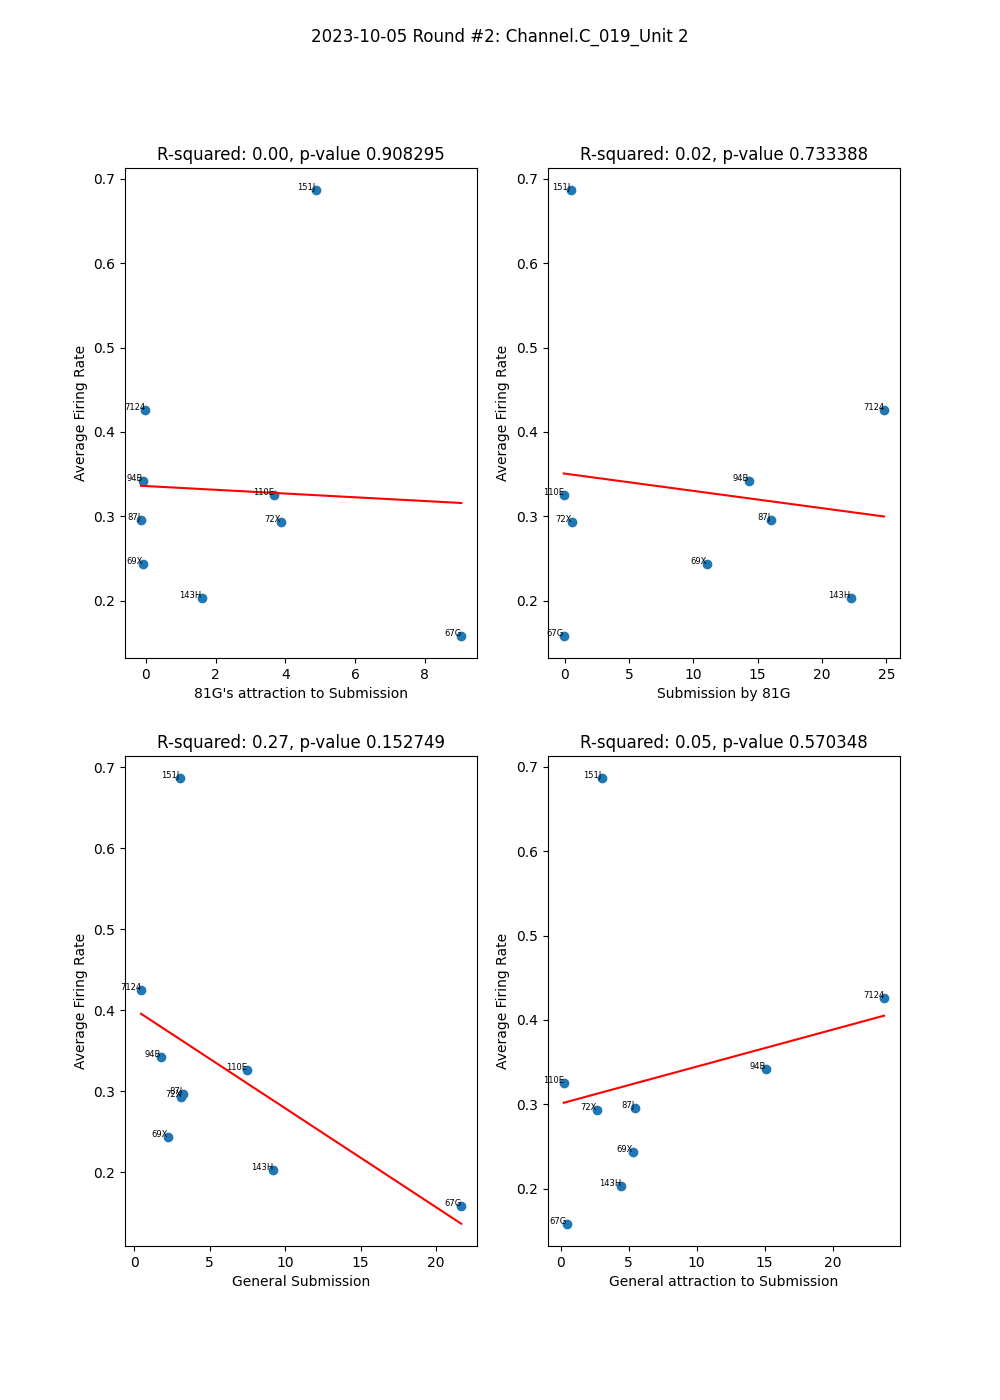 2023-10-05 Round #2: Channel.C_019_Unit 2
R-squared: 0.00, p-value 0.908295
0.7
0.6
0.5
0.4
0.3
0.2
Average Firing Rate
151J
7124
94B
110E
87J
72X
69X
143H
67G
0 2 4 6 8
81G's attraction to Submission
R-squared: 0.02, p-value 0.733388
0.7
0.6
0.5
0.4
0.3
0.2
Average Firing Rate
151J
7124
94B
110E
72X
87J
69X
143H
67G
0 5 10 15 20 25
Submission by 81G
R-squared: 0.27, p-value 0.152749
0.7
0.6
0.5
0.4
0.3
0.2
Average Firing Rate
151J
7124
94B
110E
87J
72X
69X
143H
67G
0 5 10 15 20
General Submission
R-squared: 0.05, p-value 0.570348
0.7
0.6
0.5
0.4
0.3
0.2
Average Firing Rate
151J
7124
94B
110E
72X
87J
69X
143H
67G
0 5 10 15 20
General attraction to Submission